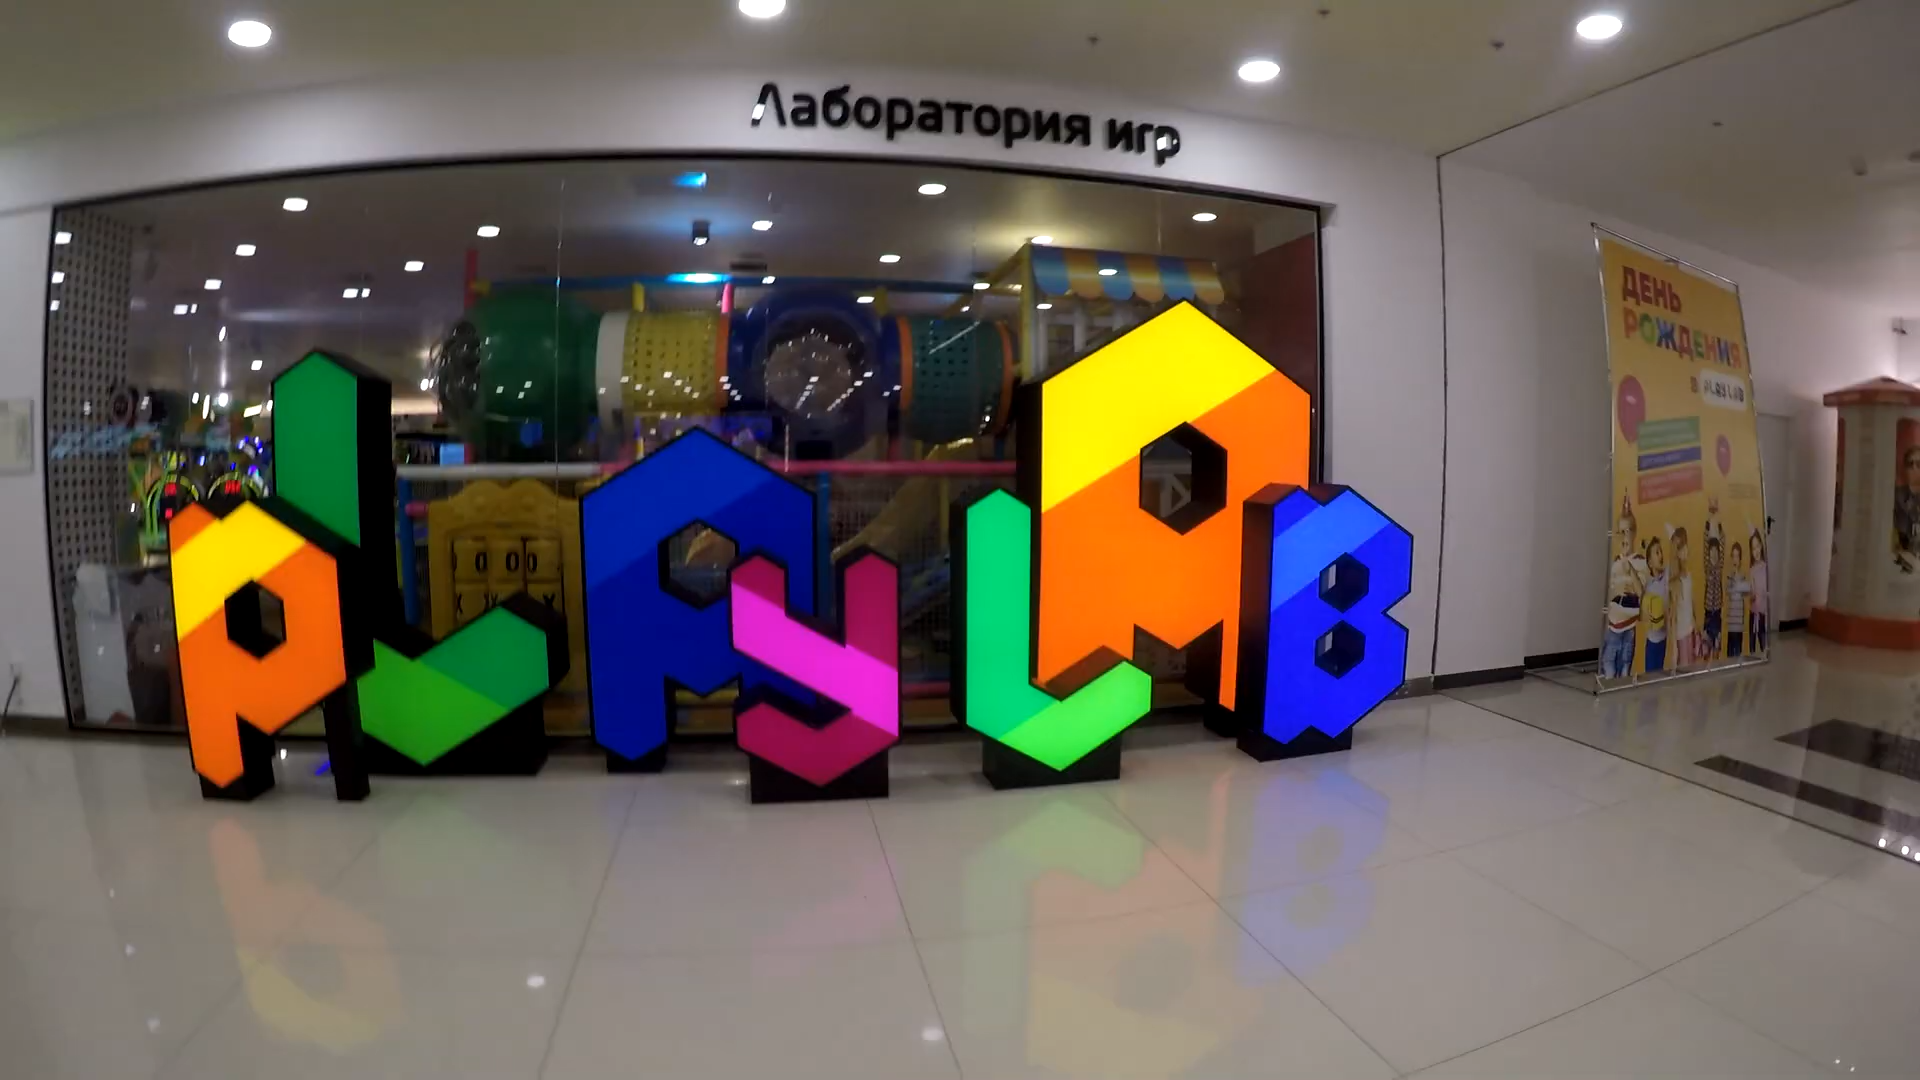 Лаборатория игр
PLAYLAB
ДЕНЬ
РОЖДЕНИЯ
В PLAYLAB